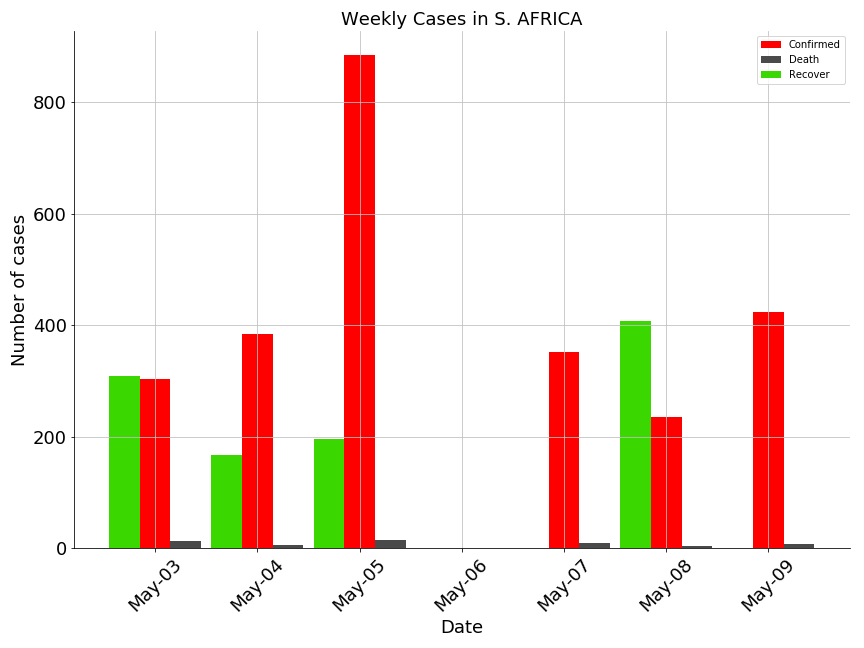 Weekly Cases in S. AFRICA
Confirmed
Death
Recover
Number of cases
800
600
400
200
0
May-03
May-04
May-05
May-06
May-07
May-08
May-09
Date